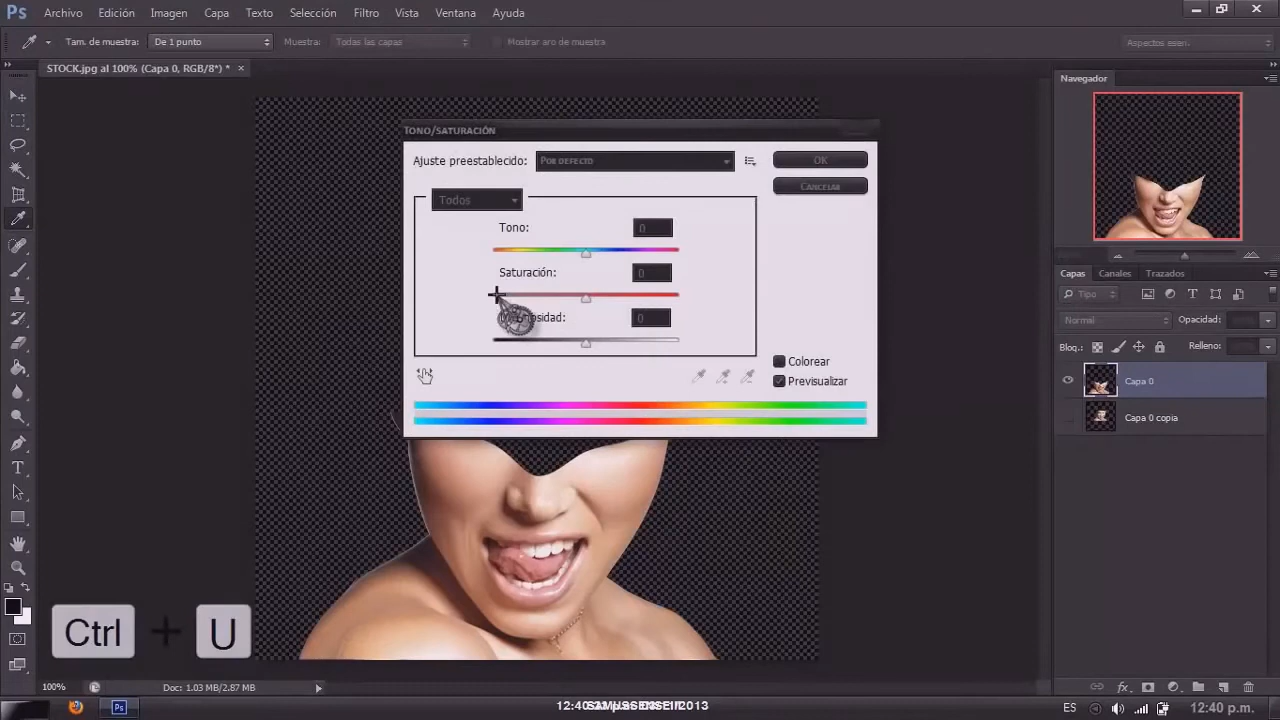 Ps Archivo Edición Imagen Capa Texto Selección Filtro Vista Ventana Ayuda
Tam. de muestra: De 1 punto Muestra: Todas las capas Mostrar aro de muestra Aspectos esen.
STOCK.jpg al 100% (Capa 0, RGB/8*) * ×
Navegador
TONO/SATURACIÓN
Ajuste preestablecido: POR DEFECTO OK
CANCELAR
Todos
Tono: 0
Saturación: 0
0
Colorear
Previsualizar
Capas Canales Trazados
Tipo
Normal Opacidad:
Bloq.: Relleno:
Capa 0
Capa 0 copia
Ctrl + U
100% Doc: 1.03 MB/2.87 MB
Ps ES 12:40 p.m.